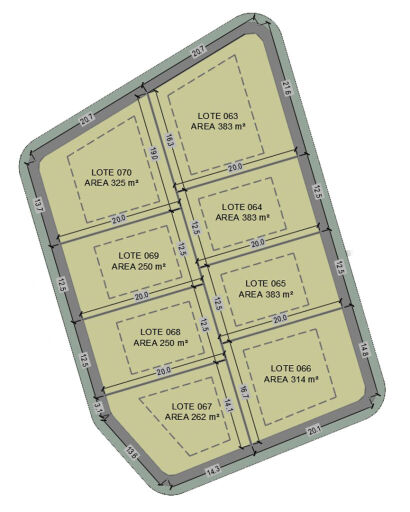 20.7
20.7
21.6
LOTE 063
AREA 383 m²
16.3
19.0
LOTE 070
AREA 325 m²
20.0
13.7
20.0
LOTE 064
AREA 383 m²
12.5
12.5
LOTE 069
AREA 250 m²
20.0
12.5
20.0
LOTE 065
AREA 383 m²
12.5
12.5
12.5
LOTE 068
AREA 250 m²
20.0
12.5
20.0
LOTE 066
AREA 314 m²
14.8
16.7
14.1
LOTE 067
AREA 262 m²
3.1
13.6
14.3
20.1